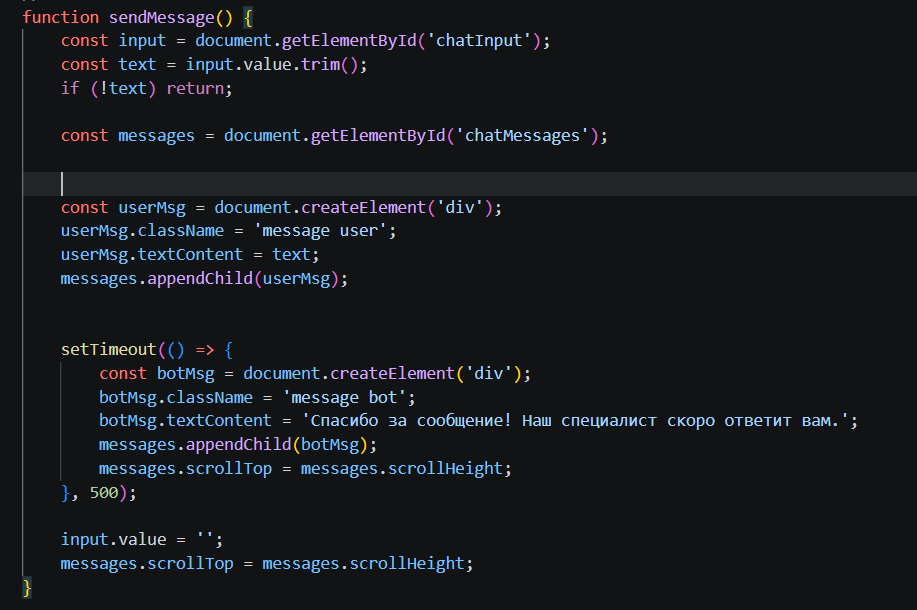 function sendMessage() {
    const input = document.getElementById('chatInput');
    const text = input.value.trim();
    if (!text) return;

    const messages = document.getElementById('chatMessages');


    const userMsg = document.createElement('div');
    userMsg.className = 'message user';
    userMsg.textContent = text;
    messages.appendChild(userMsg);


    setTimeout(() => {
        const botMsg = document.createElement('div');
        botMsg.className = 'message bot';
        botMsg.textContent = 'Спасибо за сообщение! Наш специалист скоро ответит вам.';
        messages.appendChild(botMsg);
        messages.scrollTop = messages.scrollHeight;
    }, 500);

    input.value = '';
    messages.scrollTop = messages.scrollHeight;
}